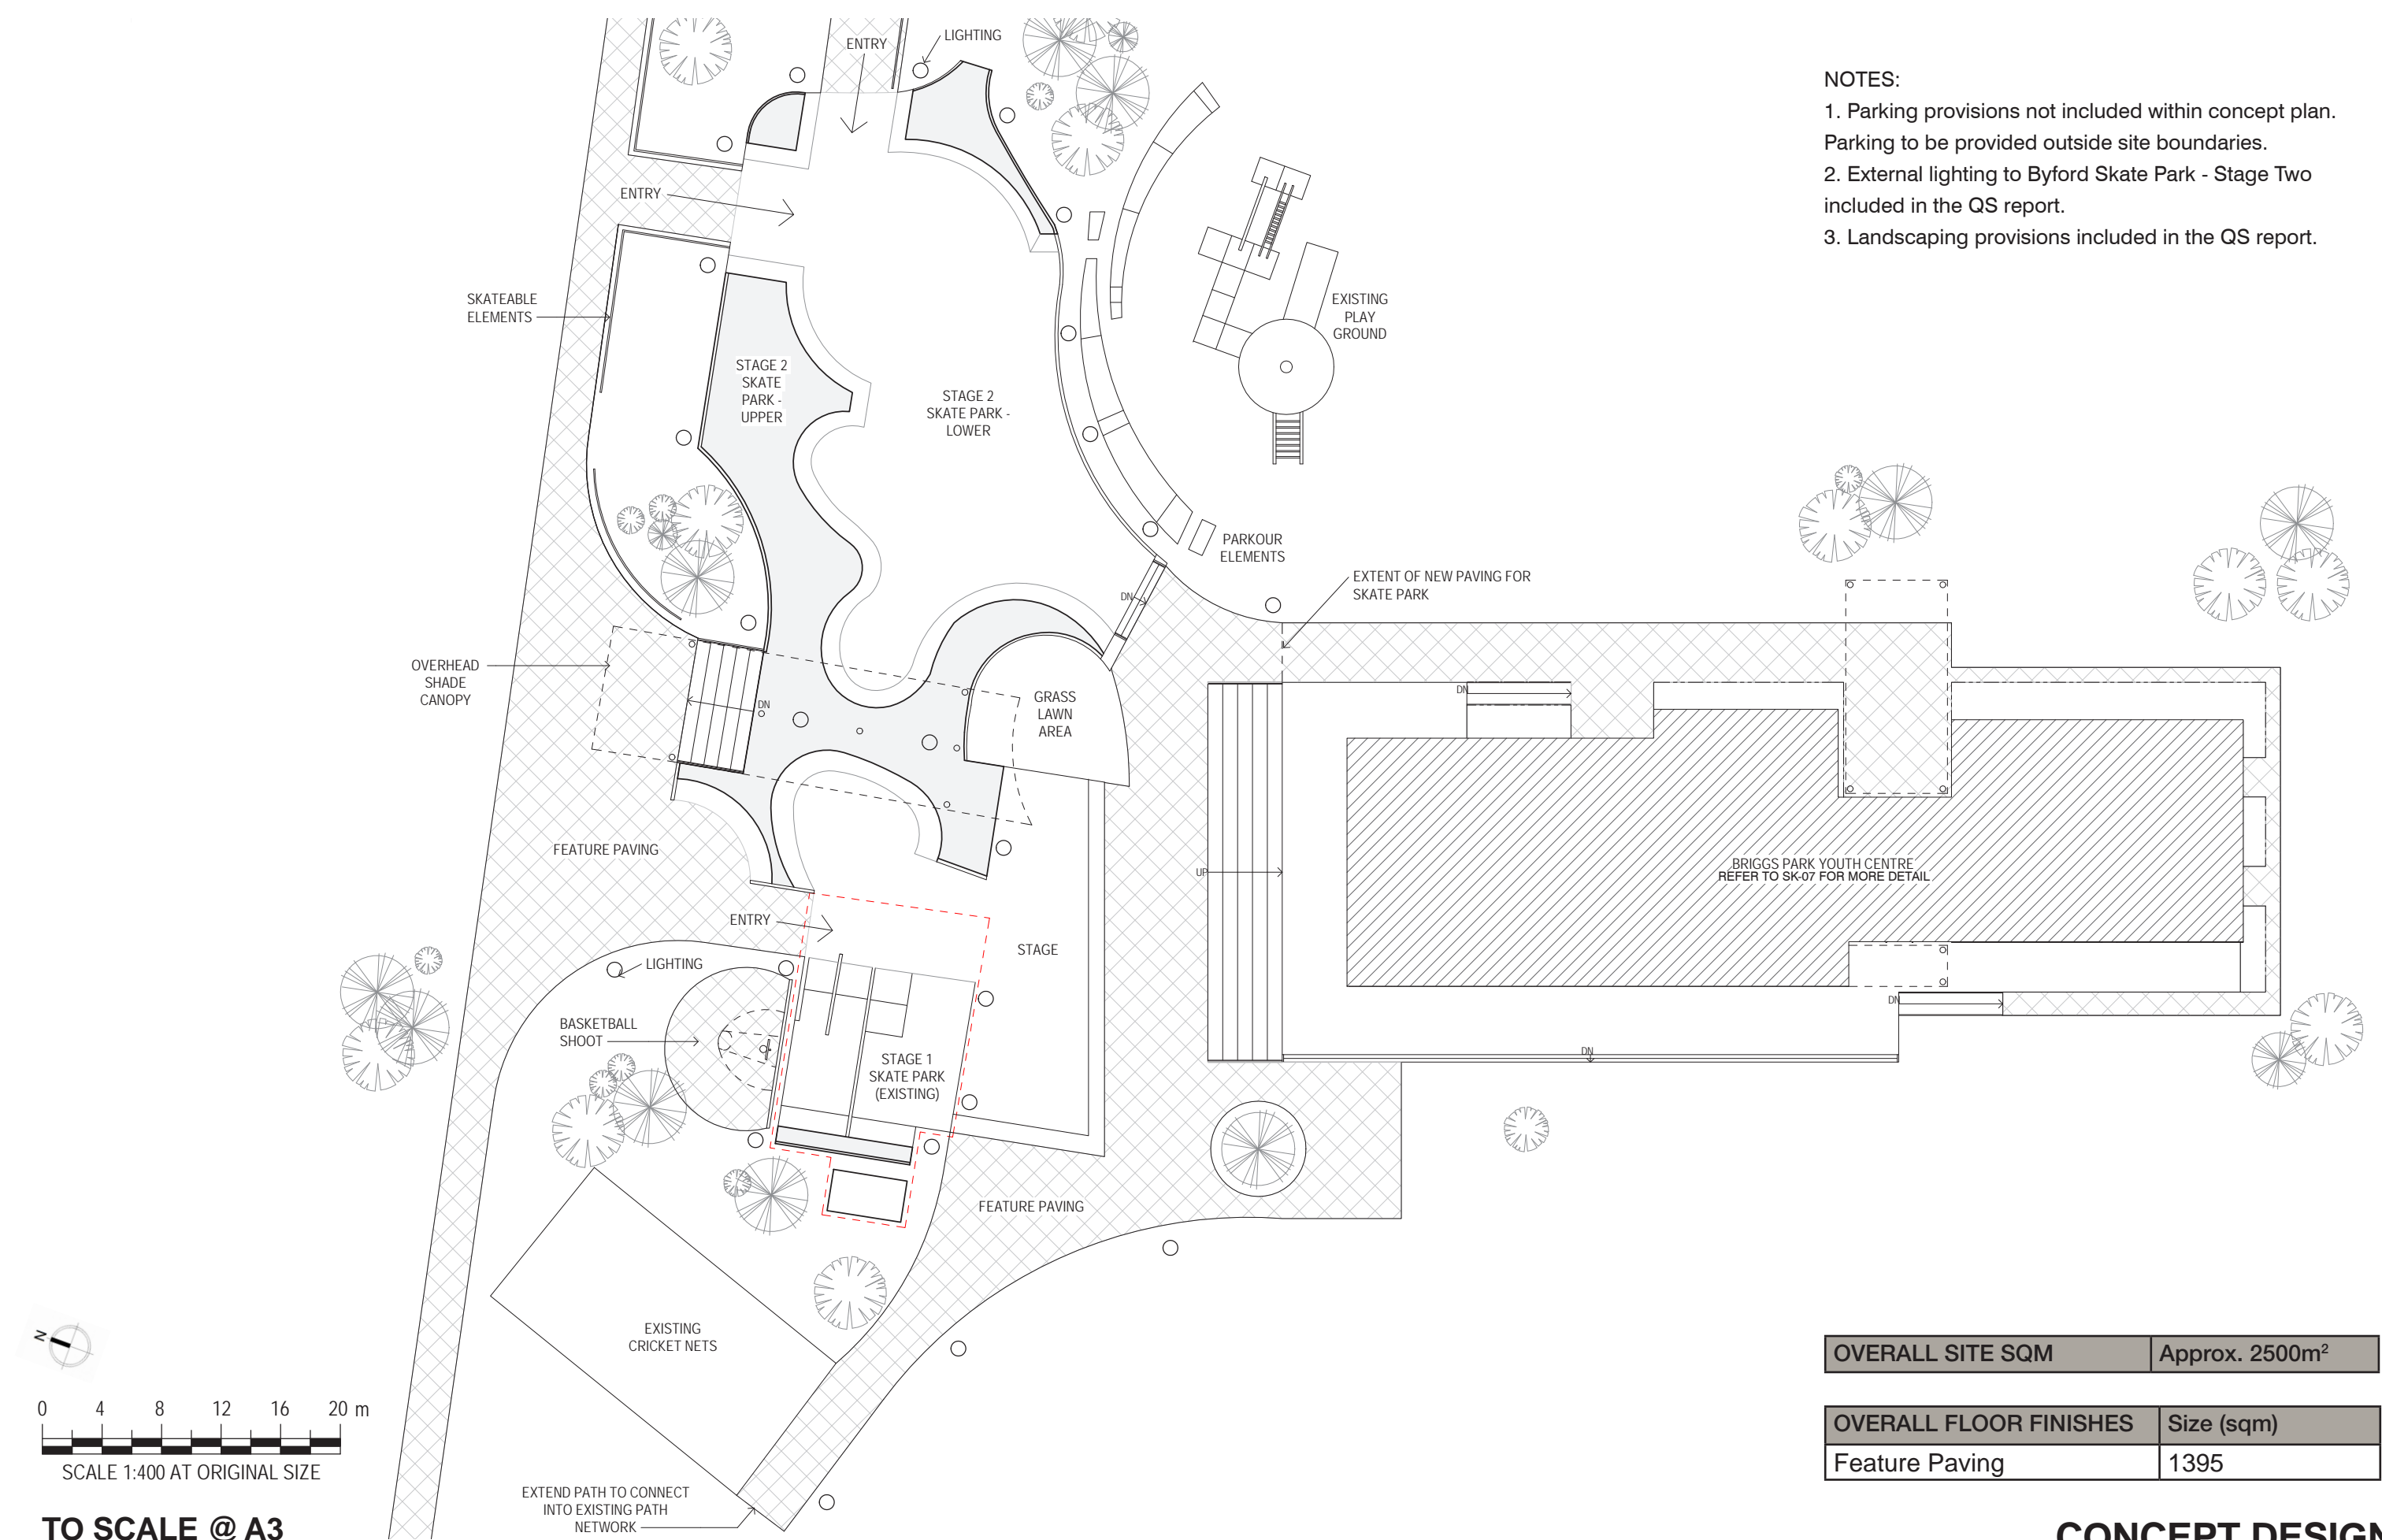 ENTRY
LIGHTING
NOTES:
1. Parking provisions not included within concept plan.
Parking to be provided outside site boundaries.
2. External lighting to Byford Skate Park - Stage Two
included in the QS report.
3. Landscaping provisions included in the QS report.
ENTRY
SKATEABLE
ELEMENTS
EXISTING
PLAY
GROUND
STAGE 2
SKATE
PARK -
UPPER
STAGE 2
SKATE PARK -
LOWER
PARKOUR
ELEMENTS
EXTENT OF NEW PAVING FOR
SKATE PARK
DN
OVERHEAD
SHADE
CANOPY
DN
GRASS
LAWN
AREA
DN
FEATURE PAVING
UP
BRIGGS PARK YOUTH CENTRE
REFER TO SK-07 FOR MORE DETAIL
ENTRY
STAGE
LIGHTING
DN
BASKETBALL
SHOOT
STAGE 1
SKATE PARK
(EXISTING)
DN
FEATURE PAVING
EXISTING
CRICKET NETS
N
0 4 8 12 16 20 m
SCALE 1:400 AT ORIGINAL SIZE
TO SCALE @ A3
EXTEND PATH TO CONNECT
INTO EXISTING PATH
NETWORK
OVERALL SITE SQM Approx. 2500m²
OVERALL FLOOR FINISHES Size (sqm)
Feature Paving 1395
CONCEPT DESIGN